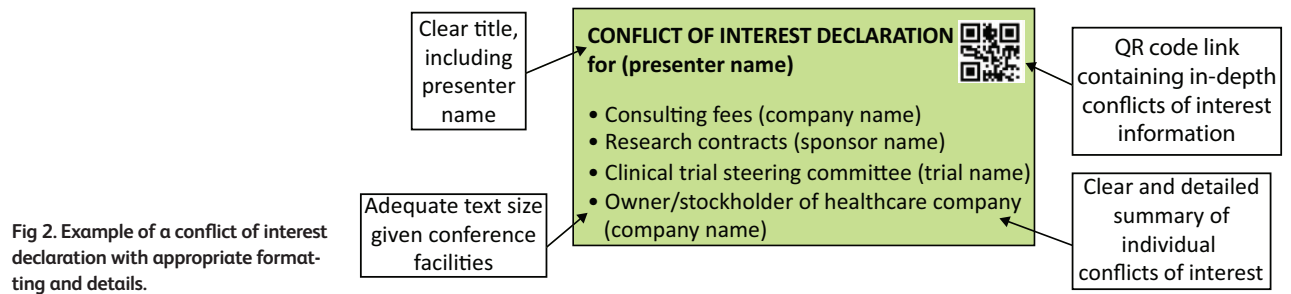 Clear title,
including
presenter
name
CONFLICT OF INTEREST DECLARATION
for (presenter name)
• Consulting fees (company name)
• Research contracts (sponsor name)
• Clinical trial steering committee (trial name)
• Owner/stockholder of healthcare company
(company name)
QR code link
containing in-depth
conflicts of interest
information
Adequate text size
given conference
facilities
Clear and detailed
summary of
individual
conflicts of interest
Fig 2. Example of a conflict of interest
declaration with appropriate format-
ting and details.